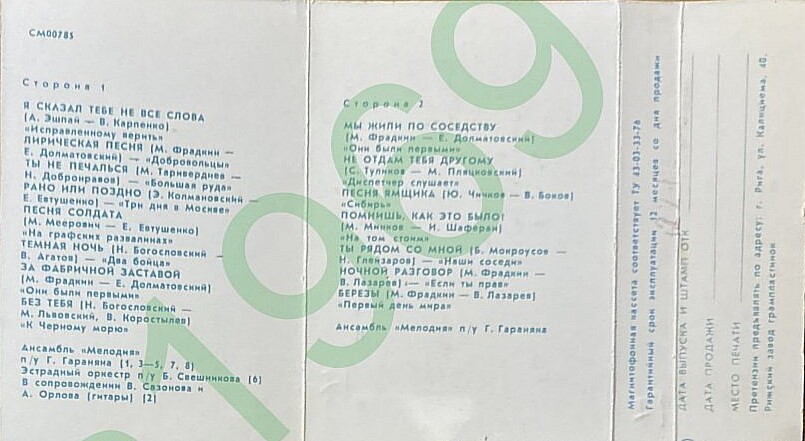 СМ00785
Сторона 1
Я СКАЗАЛ ТЕБЕ НЕ ВСЕ СЛОВА
(А. Эшпай — В. Карпенко)
«Исправленному верить»
ЛИРИЧЕСКАЯ ПЕСНЯ (М. Фрадкин —
Е. Долматовский) — «Добровольцы»
ТЫ НЕ ПЕЧАЛЬСЯ (М. Таривердиев —
Н. Добронравов) — «Большая руда»
РАНО ИЛИ ПОЗДНО (Э. Колмановский —
Е. Евтушенко) — «Три дня в Москве»
ПЕСНЯ СОЛДАТА
(М. Меерович — Е. Евтушенко)
«На графских развалинах»
ТЕМНАЯ НОЧЬ (Н. Богословский —
В. Агатов) — «Два бойца»
ЗА ФАБРИЧНОЙ ЗАСТАВОЙ
(М. Фрадкин — Е. Долматовский)
«Они были первыми»
БЕЗ ТЕБЯ (Н. Богословский —
М. Львовский, В. Коростылев)
«К Черному морю»
Ансамбль «Мелодия»
п/у Г. Гараняна (1, 3—5, 7, 8)
Эстрадный оркестр п/у Б. Свешникова (6)
В сопровождении В. Сазонова и
А. Орлова (гитары) (2)
Сторона 2
МЫ ЖИЛИ ПО СОСЕДСТВУ
(М. Фрадкин — Е. Долматовский)
«Они были первыми»
НЕ ОТДАМ ТЕБЯ ДРУГОМУ
(С. Туликов — М. Пляцковский)
«Диспетчер слушает»
ПЕСНЯ ЯМЩИКА (Ю. Чичков — В. Боков)
«Сибирь»
ПОМНИШЬ, КАК ЭТО БЫЛО!
(М. Минков — И. Шаферан)
«На том стоим»
ТЫ РЯДОМ СО МНОЙ (Б. Мокроусов —
Н. Глейзаров) — «Наши соседи»
НОЧНОЙ РАЗГОВОР (М. Фрадкин —
В. Лазарев) — «Если ты прав»
БЕРЕЗЫ (М. Фрадкин — В. Лазарев)
«Первый день мира»
Ансамбль «Мелодия» п/у Г. Гараняна
Магнитофонная кассета соответствует ТУ 43-03-33-76
Гарантийный срок эксплуатации 12 месяцев со дня продажи
ДАТА ВЫПУСКА И ШТАМП ОТК
ДАТА ПРОДАЖИ
МЕСТО ПЕЧАТИ
Претензии предъявлять по адресу: г. Рига, ул. Калнциема, 40.
Рижский завод грампластинок
1969